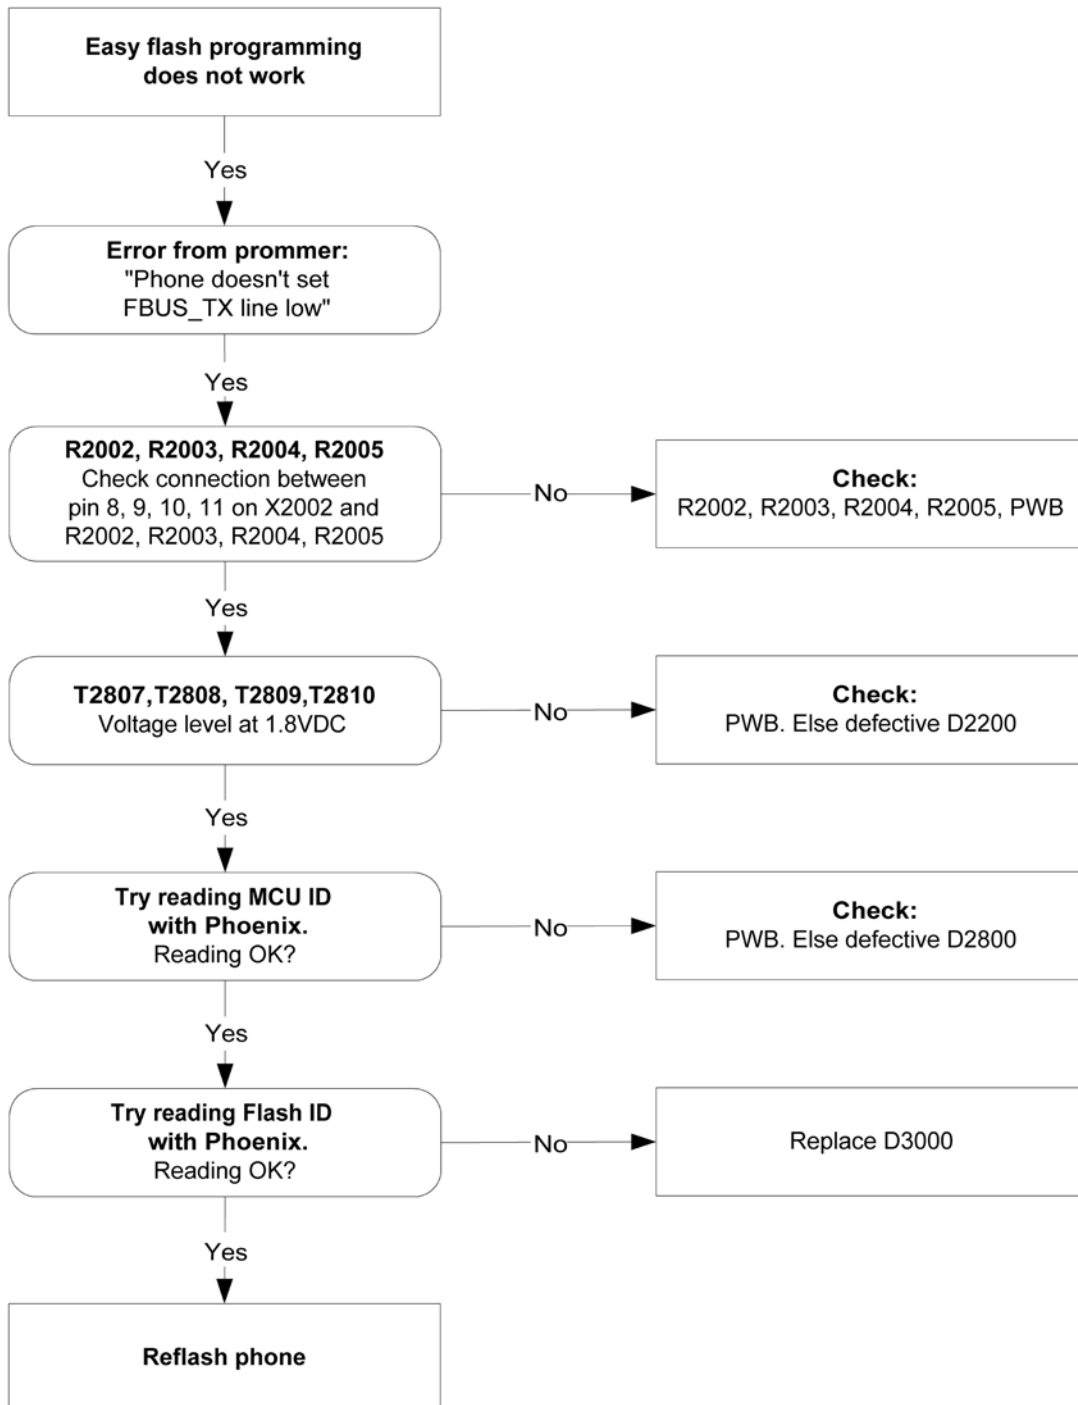 Easy flash programming
does not work
Yes
Error from prommer:
"Phone doesn't set
FBUS_TX line low"
Yes
R2002, R2003, R2004, R2005
Check connection between
pin 8, 9, 10, 11 on X2002 and
R2002, R2003, R2004, R2005
No
Check:
R2002, R2003, R2004, R2005, PWB
Yes
T2807,T2808, T2809,T2810
Voltage level at 1.8VDC
No
Check:
PWB. Else defective D2200
Yes
Try reading MCU ID
with Phoenix.
Reading OK?
No
Check:
PWB. Else defective D2800
Yes
Try reading Flash ID
with Phoenix.
Reading OK?
No
Replace D3000
Yes
Reflash phone